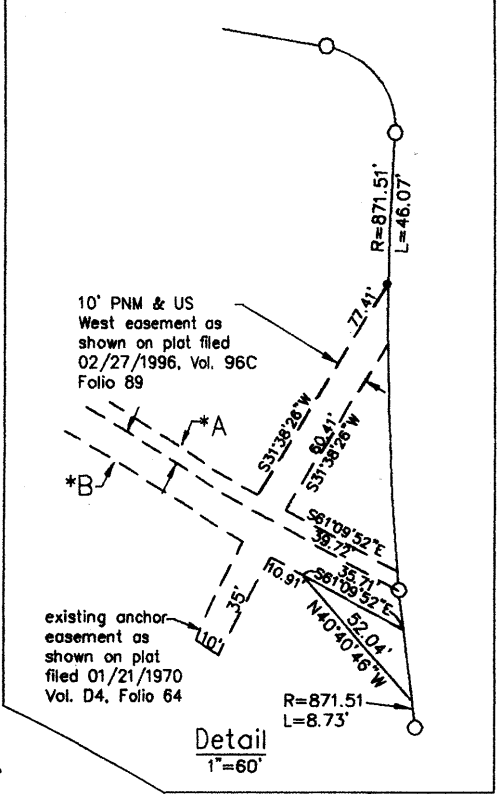 R=871.51'
L=46.07'
10' PNM & US
West easement as
shown on plat filed
02/27/1996, Vol. 96C
Folio 89
77.41'
S31°38'26"W
60.41'
S31°38'26"W
*A
*B
S61°09'52"E
39.72'
35.71'
S61°09'52"E
10.91'
52.04'
N40°40'46"W
35'
10'
existing anchor
easement as
shown on plat
filed 01/21/1970
Vol. D4, Folio 64
R=871.51
L=8.73'
Detail
1"=60'